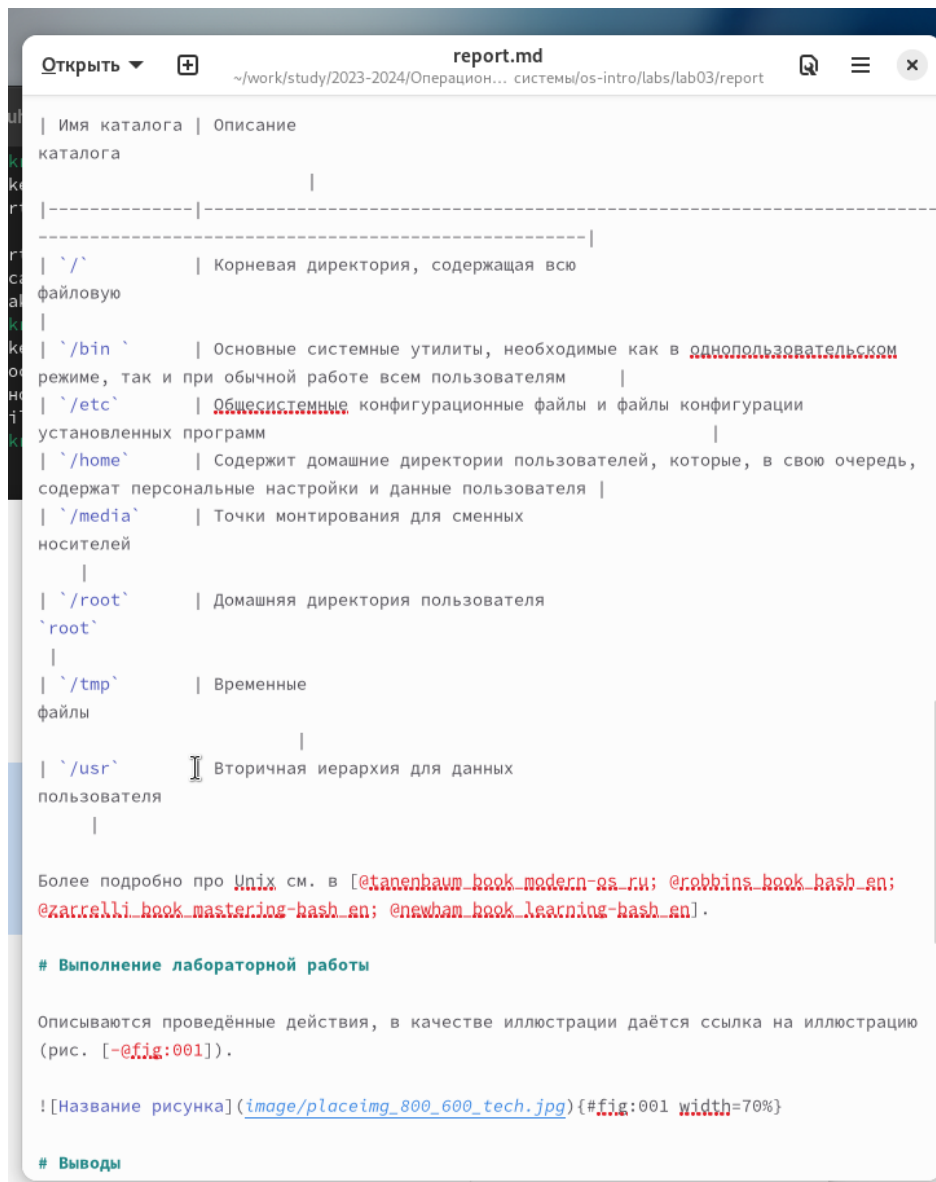 Открыть
report.md
~/work/study/2023-2024/Операцион… системы/os-intro/labs/lab03/report
| Имя каталога | Описание
каталога
|
|--------------|----------------------------------------------------------------------
-----------------------------------------------------|
| `/` | Корневая директория, содержащая всю
файловую
|
| `/bin ` | Основные системные утилиты, необходимые как в однопользовательском
режиме, так и при обычной работе всем пользователям |
| `/etc` | Общесистемные конфигурационные файлы и файлы конфигурации
установленных программ |
| `/home` | Содержит домашние директории пользователей, которые, в свою очередь,
содержат персональные настройки и данные пользователя |
| `/media` | Точки монтирования для сменных
носителей
|
| `/root` | Домашняя директория пользователя
`root`
|
| `/tmp` | Временные
файлы
|
| `/usr` | Вторичная иерархия для данных
пользователя
|
Более подробно про Unix см. в [@tanenbaum_book_modern-os_ru; @robbins_book_bash_en;
@zarrelli_book_mastering-bash_en; @newham_book_learning-bash_en].
# Выполнение лабораторной работы
Описываются проведённые действия, в качестве иллюстрации даётся ссылка на иллюстрацию
(рис. [-@fig:001]).
![Название рисунка](image/placeimg_800_600_tech.jpg){#fig:001 width=70%}
# Выводы